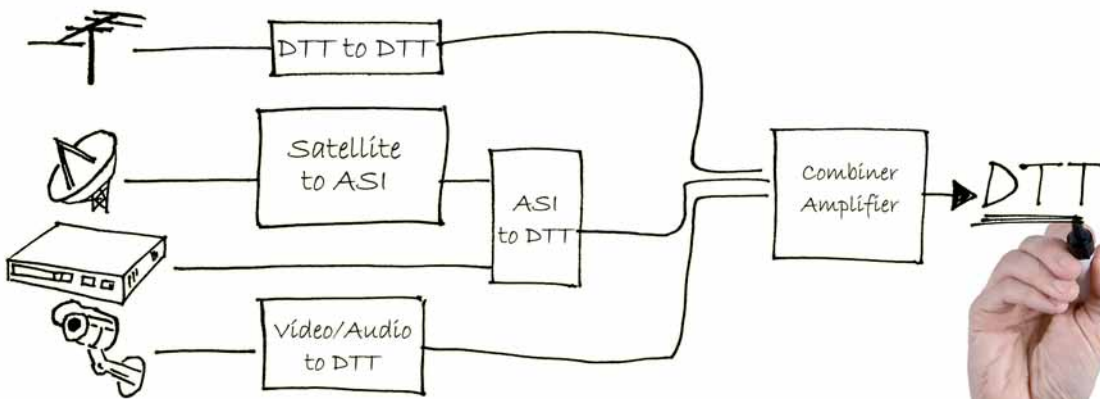 DTT to DTT
Satellite
to ASI
ASI
to DTT
Video/Audio
to DTT
Combiner
Amplifier
DTT